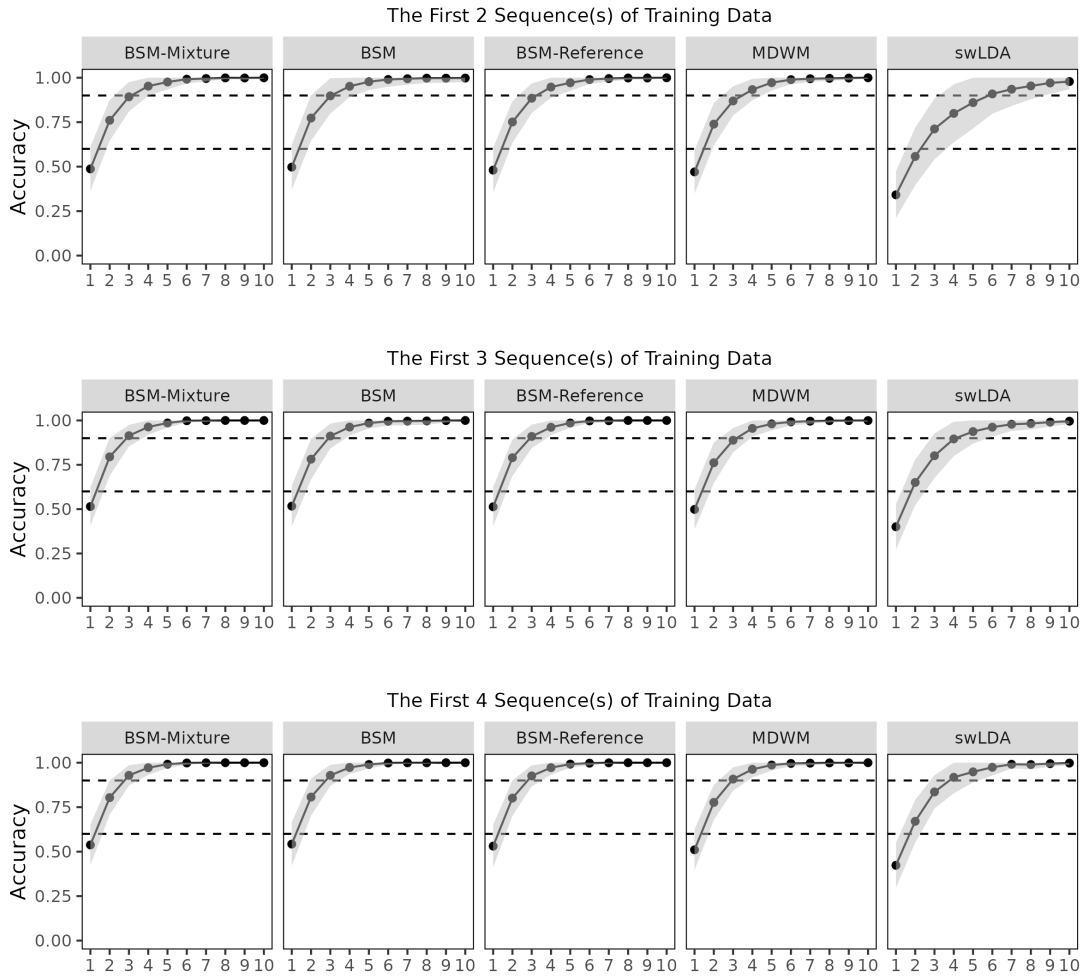 The First 2 Sequence(s) of Training Data
BSM-Mixture BSM BSM-Reference MDWM swLDA
1.00
0.75
0.50
0.25
0.00
Accuracy
1 2 3 4 5 6 7 8 9 10 1 2 3 4 5 6 7 8 9 10 1 2 3 4 5 6 7 8 9 10 1 2 3 4 5 6 7 8 9 10 1 2 3 4 5 6 7 8 9 10
The First 3 Sequence(s) of Training Data
BSM-Mixture BSM BSM-Reference MDWM swLDA
1.00
0.75
0.50
0.25
0.00
Accuracy
1 2 3 4 5 6 7 8 9 10 1 2 3 4 5 6 7 8 9 10 1 2 3 4 5 6 7 8 9 10 1 2 3 4 5 6 7 8 9 10 1 2 3 4 5 6 7 8 9 10
The First 4 Sequence(s) of Training Data
BSM-Mixture BSM BSM-Reference MDWM swLDA
1.00
0.75
0.50
0.25
0.00
Accuracy
1 2 3 4 5 6 7 8 9 10 1 2 3 4 5 6 7 8 9 10 1 2 3 4 5 6 7 8 9 10 1 2 3 4 5 6 7 8 9 10 1 2 3 4 5 6 7 8 9 10